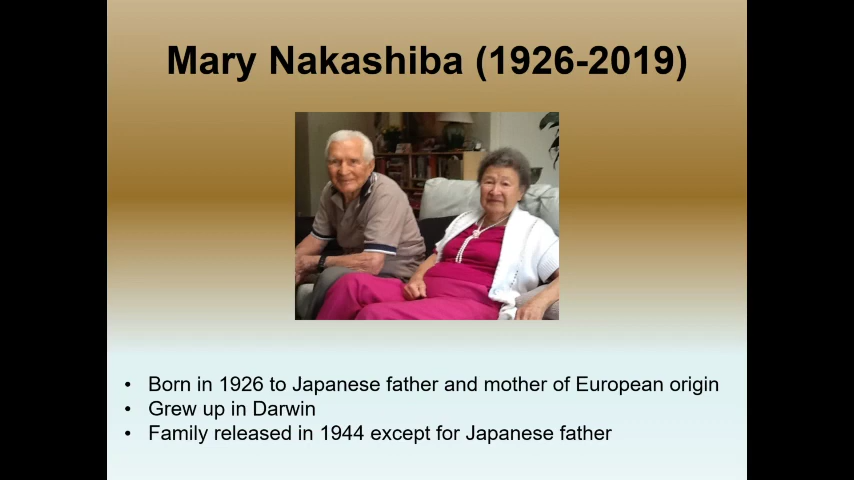 Mary Nakashiba (1926-2019)
• Born in 1926 to Japanese father and mother of European origin
• Grew up in Darwin
• Family released in 1944 except for Japanese father